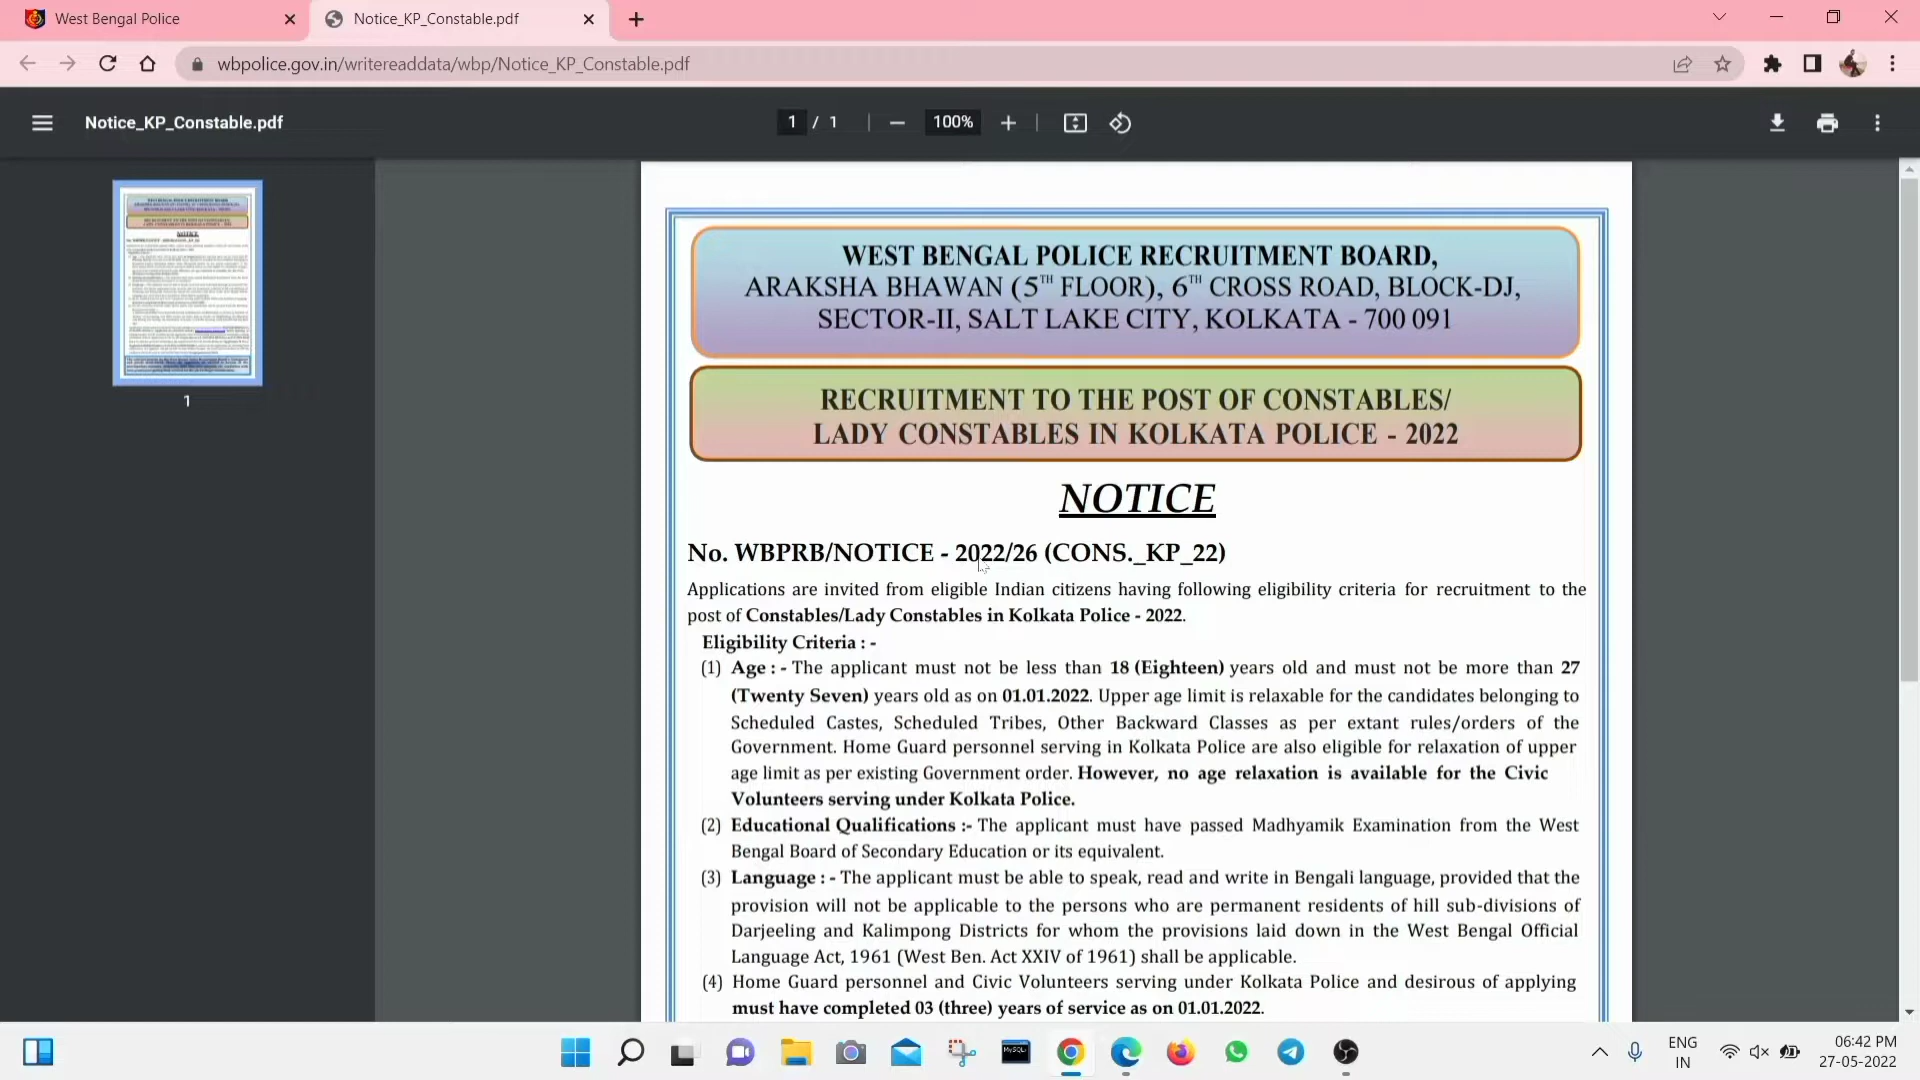 West Bengal Police
Notice_KP_Constable.pdf
wbpolice.gov.in/writereaddata/wbp/Notice_KP_Constable.pdf
Notice_KP_Constable.pdf
1 / 1
100%
1
WEST BENGAL POLICE RECRUITMENT BOARD,
ARAKSHA BHAWAN (5TH FLOOR), 6TH CROSS ROAD, BLOCK-DJ,
SECTOR-II, SALT LAKE CITY, KOLKATA - 700 091
RECRUITMENT TO THE POST OF CONSTABLES/
LADY CONSTABLES IN KOLKATA POLICE - 2022
NOTICE
No. WBPRB/NOTICE - 2022/26 (CONS._KP_22)
Applications are invited from eligible Indian citizens having following eligibility criteria for recruitment to the
post of Constables/Lady Constables in Kolkata Police - 2022.
Eligibility Criteria : -
(1) Age : - The applicant must not be less than 18 (Eighteen) years old and must not be more than 27
(Twenty Seven) years old as on 01.01.2022. Upper age limit is relaxable for the candidates belonging to
Scheduled Castes, Scheduled Tribes, Other Backward Classes as per extant rules/orders of the
Government. Home Guard personnel serving in Kolkata Police are also eligible for relaxation of upper
age limit as per existing Government order. However, no age relaxation is available for the Civic
Volunteers serving under Kolkata Police.
(2) Educational Qualifications :- The applicant must have passed Madhyamik Examination from the West
Bengal Board of Secondary Education or its equivalent.
(3) Language : - The applicant must be able to speak, read and write in Bengali language, provided that the
provision will not be applicable to the persons who are permanent residents of hill sub-divisions of
Darjeeling and Kalimpong Districts for whom the provisions laid down in the West Bengal Official
Language Act, 1961 (West Ben. Act XXIV of 1961) shall be applicable.
(4) Home Guard personnel and Civic Volunteers serving under Kolkata Police and desirous of applying
must have completed 03 (three) years of service as on 01.01.2022.
ENG
IN
06:42 PM
27-05-2022